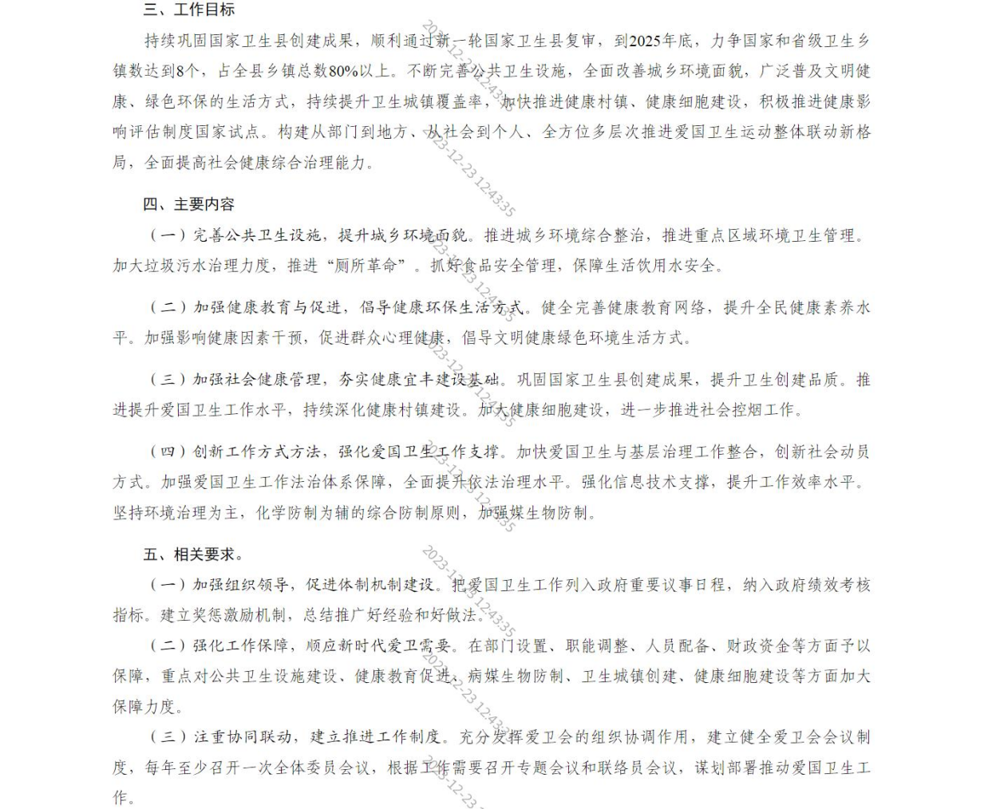 三、工作目标
持续巩固国家卫生县创建成果，顺利通过新一轮国家卫生县复审，到2025年底，力争国家和省级卫生乡
镇数达到8个，占全县乡镇总数80%以上。不断完善公共卫生设施，全面改善城乡环境面貌，广泛普及文明健
康、绿色环保的生活方式，持续提升卫生城镇覆盖率，加快推进健康村镇、健康细胞建设，积极推进健康影
响评估制度国家试点。构建从部门到地方、从社会到个人、全方位多层次推进爱国卫生运动整体联动新格
局，全面提高社会健康综合治理能力。
四、主要内容
（一）完善公共卫生设施，提升城乡环境面貌。推进城乡环境综合整治，推进重点区域环境卫生管理。
加大垃圾污水治理力度，推进“厕所革命”。抓好食品安全管理，保障生活饮用水安全。
（二）加强健康教育与促进，倡导健康环保生活方式。健全完善健康教育网络，提升全民健康素养水
平。加强影响健康因素干预，促进群众心理健康，倡导文明健康绿色环境生活方式。
（三）加强社会健康管理，夯实健康宜丰建设基础。巩固国家卫生县创建成果，提升卫生创建品质。推
进提升爱国卫生工作水平，持续深化健康村镇建设。加大健康细胞建设，进一步推进社会控烟工作。
（四）创新工作方式方法，强化爱国卫生工作支撑。加快爱国卫生与基层治理工作整合，创新社会动员
方式。加强爱国卫生工作法治体系保障，全面提升依法治理水平。强化信息技术支撑，提升工作效率水平。
坚持环境治理为主，化学防制为辅的综合防制原则，加强媒生物防制。
五、相关要求。
（一）加强组织领导，促进体制机制建设。把爱国卫生工作列入政府重要议事日程，纳入政府绩效考核
指标。建立奖惩激励机制，总结推广好经验和好做法。
（二）强化工作保障，顺应新时代爱卫需要。在部门设置、职能调整、人员配备、财政资金等方面予以
保障，重点对公共卫生设施建设、健康教育促进、病媒生物防制、卫生城镇创建、健康细胞建设等方面加大
保障力度。
（三）注重协同联动，建立推进工作制度。充分发挥爱卫会的组织协调作用，建立健全爱卫会会议制
度，每年至少召开一次全体委员会议，根据工作需要召开专题会议和联络员会议，谋划部署推动爱国卫生工
作。
2023-12-23 12:43:35
2023-12-23 12:43:35
2023-12-23 12:43:35
2023-12-23 12:43:35
2023-12-23 12:43:35
2023-12-23 12:43:35
2023-12-23 12:43:35
2023-12-23